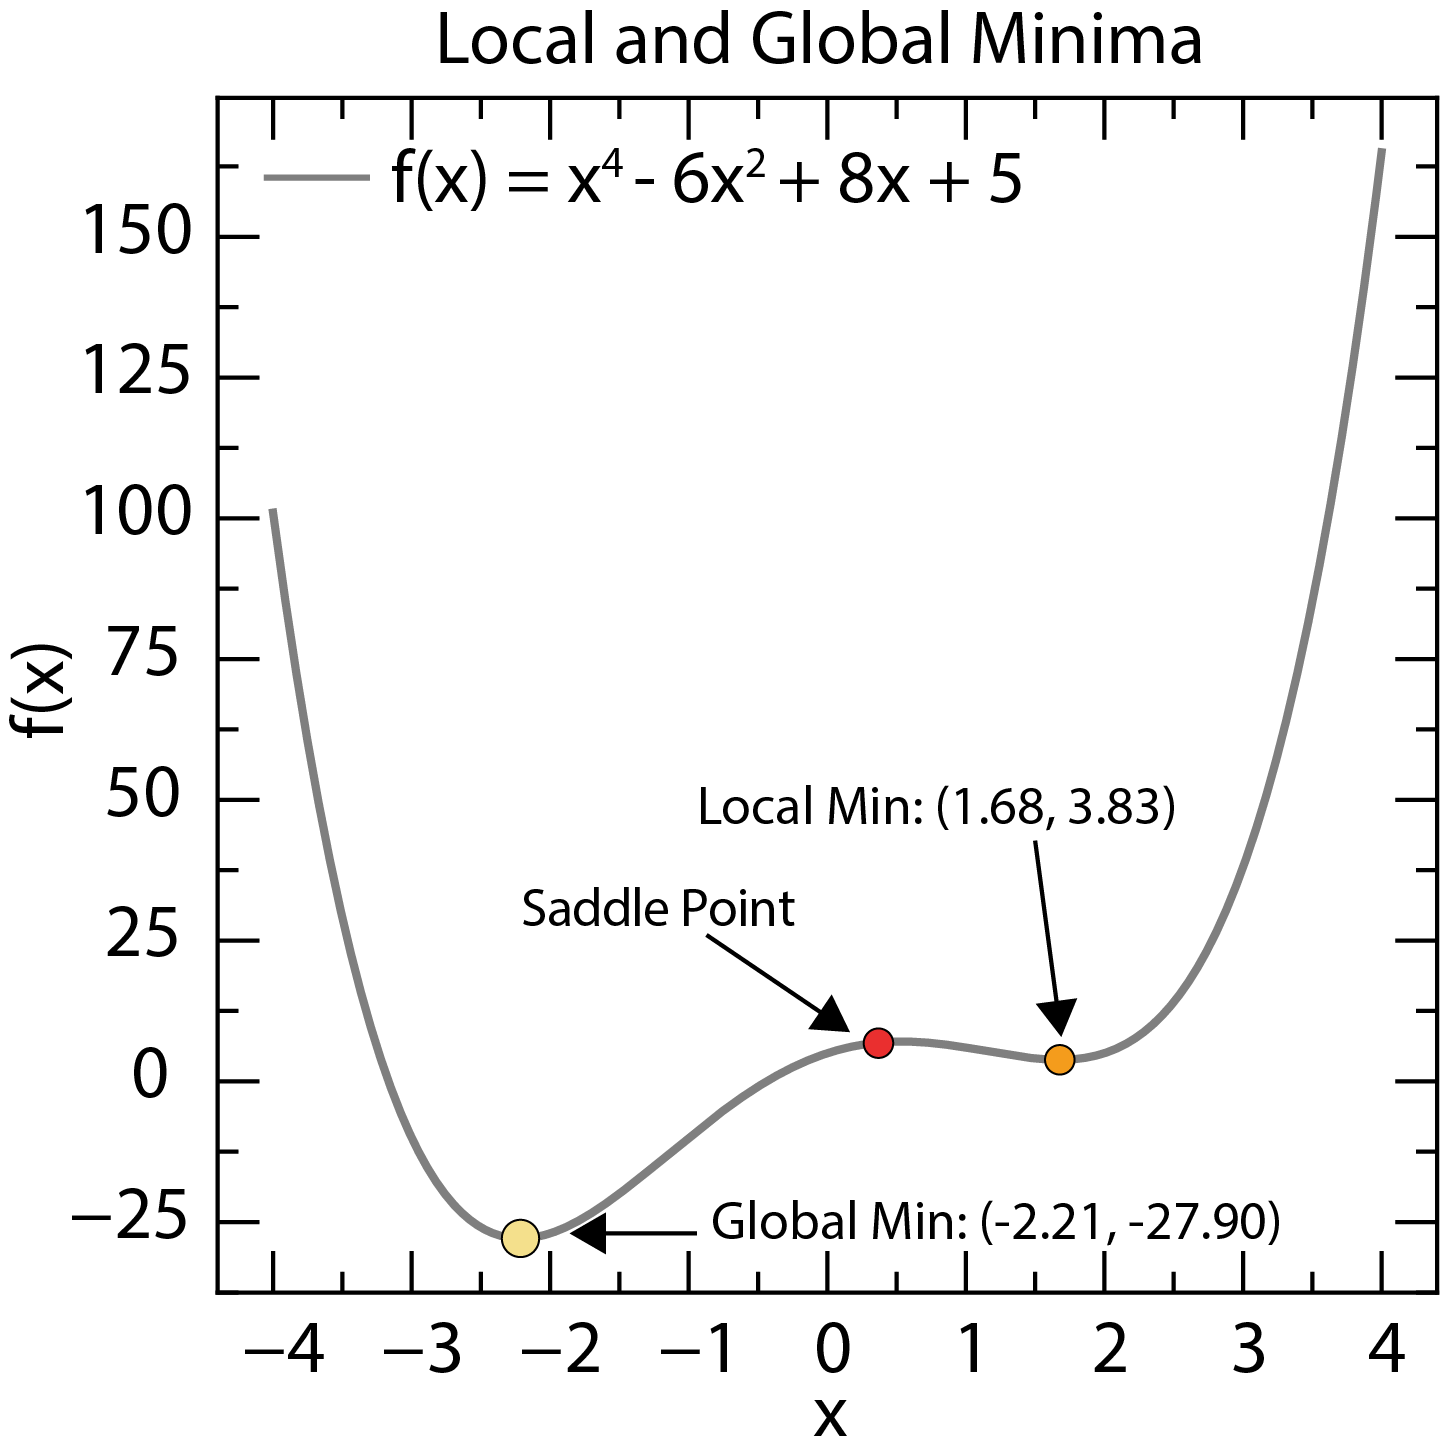 Local and Global Minima
f(x) = x⁴ - 6x² + 8x + 5
150
125
100
75
50
25
0
−25
f(x)
Local Min: (1.68, 3.83)
Saddle Point
Global Min: (-2.21, -27.90)
−4 −3 −2 −1 0 1 2 3 4
x